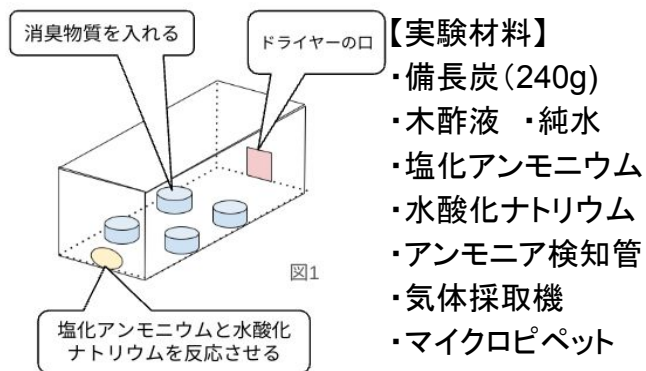 消臭物質を入れる
ドライヤーの口
図1
塩化アンモニウムと水酸化
ナトリウムを反応させる
【実験材料】
・備長炭(240g)
・木酢液 ・純水
・塩化アンモニウム
・水酸化ナトリウム
・アンモニア検知管
・気体採取機
・マイクロピペット